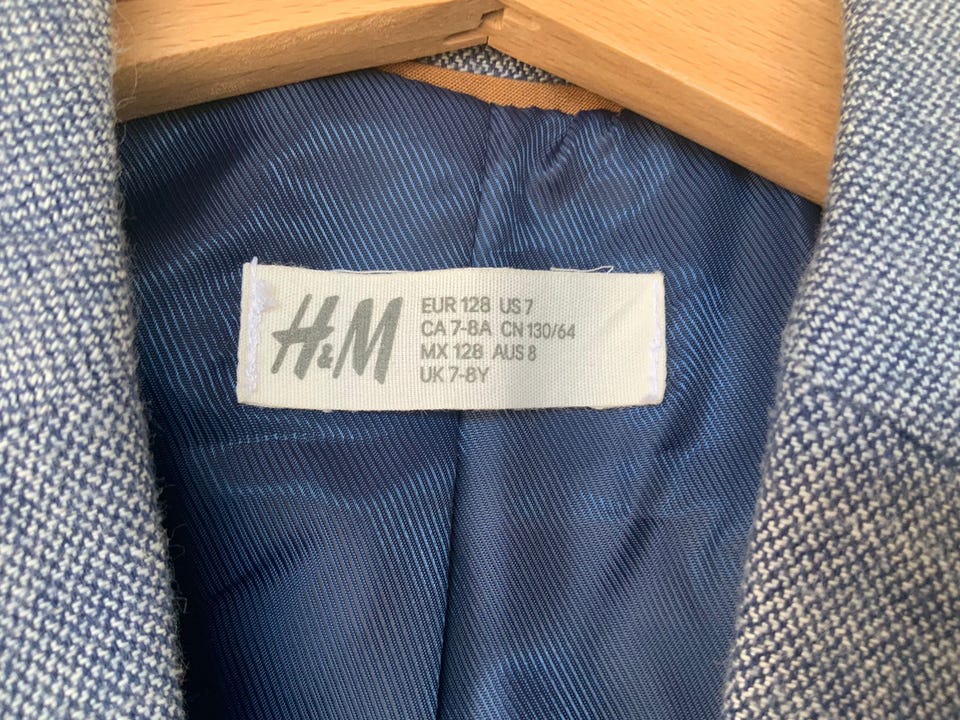 H&M
EUR 128 US 7
CA 7-8A CN 130/64
MX 128 AUS 8
UK 7-8Y